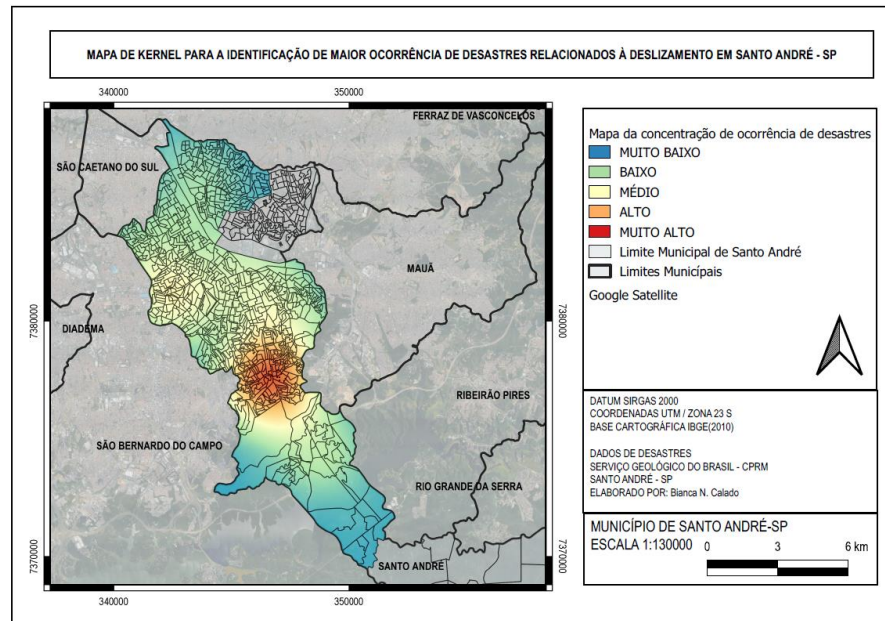 MAPA DE KERNEL PARA A IDENTIFICAÇÃO DE MAIOR OCORRÊNCIA DE DESASTRES RELACIONADOS À DESLIZAMENTO EM SANTO ANDRÉ - SP
340000
350000
FERRAZ DE VASCONCELOS
SÃO CAETANO DO SUL
MAUÁ
7380000
7380000
DIADEMA
RIBEIRÃO PIRES
SÃO BERNARDO DO CAMPO
RIO GRANDE DA SERRA
7370000
7370000
SANTO ANDRÉ
340000
350000
Mapa da concentração de ocorrência de desastres
MUITO BAIXO
BAIXO
MÉDIO
ALTO
MUITO ALTO
Limite Municipal de Santo André
Limites Municípais
Google Satellite
DATUM SIRGAS 2000
COORDENADAS UTM / ZONA 23 S
BASE CARTOGRÁFICA IBGE(2010)
DADOS DE DESASTRES
SERVIÇO GEOLÓGICO DO BRASIL - CPRM
SANTO ANDRÉ - SP
ELABORADO POR: Bianca N. Calado
MUNICÍPIO DE SANTO ANDRÉ-SP
ESCALA 1:130000
0 3 6 km